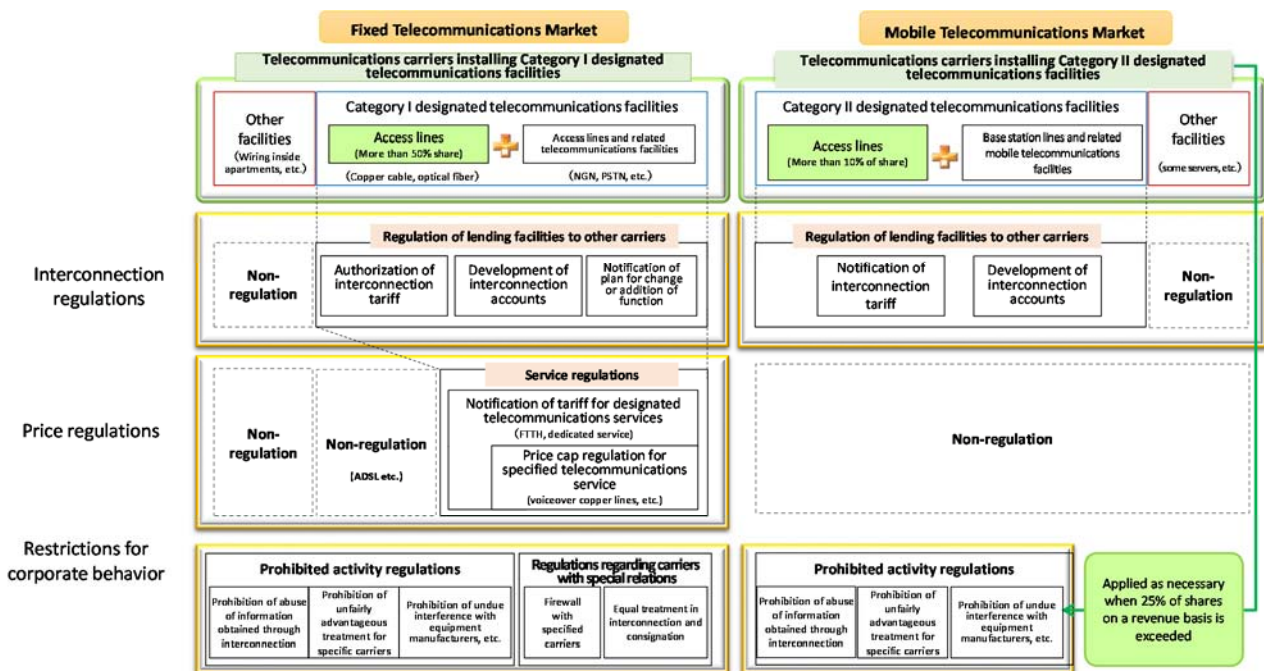 Fixed Telecommunications Market
Mobile Telecommunications Market
Telecommunications carriers installing Category I designated
telecommunications facilities
Telecommunications carriers installing Category II designated
telecommunications facilities
Other
facilities
(Wiring inside
apartments, etc.)
Category I designated telecommunications facilities
Access lines
(More than 50% share)
(Copper cable, optical fiber)
Access lines and related
telecommunications facilities
(NGN, PSTN, etc.)
Category II designated telecommunications facilities
Access lines
(More than 10% of share)
Base station lines and related
mobile telecommunications
facilities
Other
facilities
(some servers, etc.)
Interconnection
regulations
Non-
regulation
Regulation of lending facilities to other carriers
Authorization of
interconnection
tariff
Development of
interconnection
accounts
Notification of
plan for change
or addition of
function
Regulation of lending facilities to other carriers
Notification of
interconnection
tariff
Development of
interconnection
accounts
Non-
regulation
Price regulations
Non-
regulation
Non-regulation
(ADSL etc.)
Service regulations
Notification of tariff for designated
telecommunications services
(FTTH, dedicated service)
Price cap regulation for
specified telecommunications
service
(voiceover copper lines, etc.)
Non-regulation
Restrictions for
corporate behavior
Prohibited activity regulations
Prohibition of abuse
of information
obtained through
interconnection
Prohibition of
unfairly
advantageous
treatment for
specific carriers
Prohibition of undue
interference with
equipment
manufacturers, etc.
Regulations regarding carriers
with special relations
Firewall
with
specified
carriers
Equal treatment in
interconnection and
consignation
Prohibited activity regulations
Prohibition of abuse
of information
obtained through
interconnection
Prohibition of
unfairly
advantageous
treatment for
specific carriers
Prohibition of undue
interference with
equipment
manufacturers, etc.
Applied as necessary
when 25% of shares
on a revenue basis is
exceeded